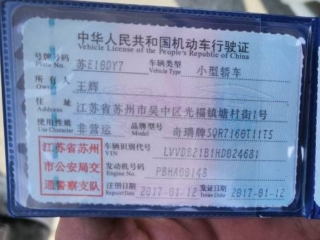 中华人民共和国机动车行驶证
Vehicle License of the People's Republic of China
号牌号码 苏E18DY7 车辆类型 小型轿车
Plate No. Vehicle Type
所有人 王辉
Owner
住址 江苏省苏州市吴中区光福镇塘村街1号
Address
使用性质 非营运 品牌型号 奇瑞牌SQR7160T11T5
Use Character Model
江苏省苏州 车辆识别代号 LVVDB21B1HD024681
VIN
市公安局交 发动机号码 PBHA00148
Engine No.
通警察支队 注册日期 2017-01-12 发证日期 2017-01-12
Register Date Issue Date